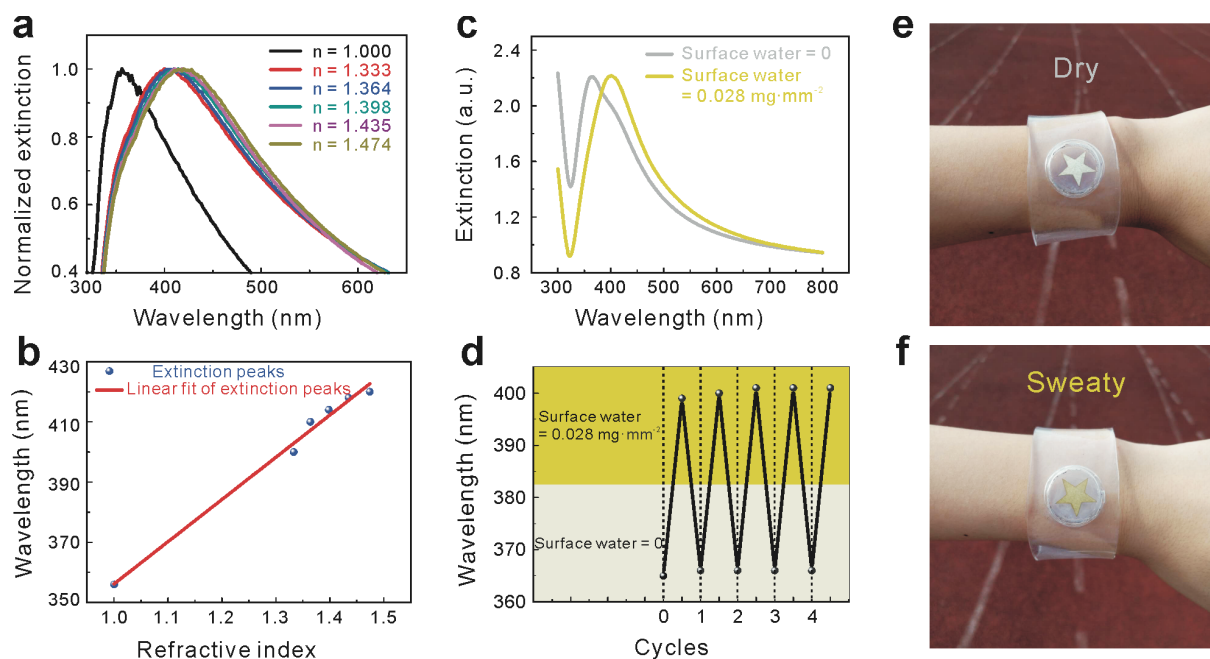 a
Normalized extinction
1.0
0.8
0.6
0.4
n = 1.000
n = 1.333
n = 1.364
n = 1.398
n = 1.435
n = 1.474
300 400 500 600
Wavelength (nm)
b
Wavelength (nm)
430
410
390
370
350
Extinction peaks
Linear fit of extinction peaks
1.0 1.1 1.2 1.3 1.4 1.5
Refractive index
c
Extinction (a.u.)
2.4
2.0
1.6
1.2
0.8
Surface water = 0
Surface water
= 0.028 mg·mm⁻²
300 400 500 600 700 800
Wavelength (nm)
d
Wavelength (nm)
400
390
380
370
360
Surface water
= 0.028 mg·mm⁻²
Surface water = 0
0 1 2 3 4
Cycles
e
Dry
f
Sweaty